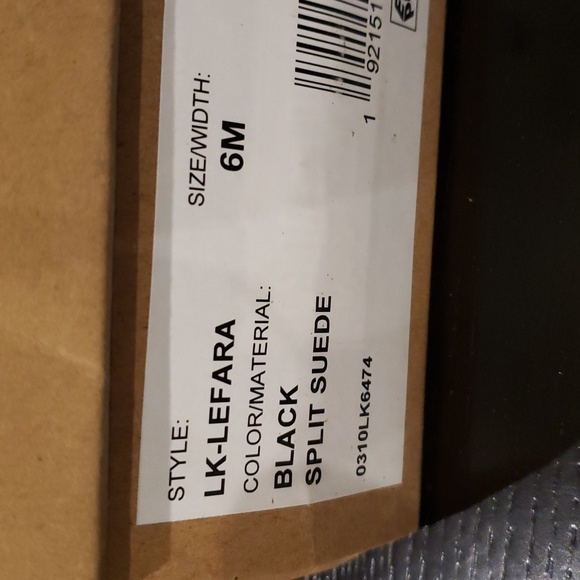 STYLE:
LK-LEFARA
SIZE/WIDTH:
6M
COLOR/MATERIAL:
BLACK
SPLIT SUEDE
0310LK6474
1 92151